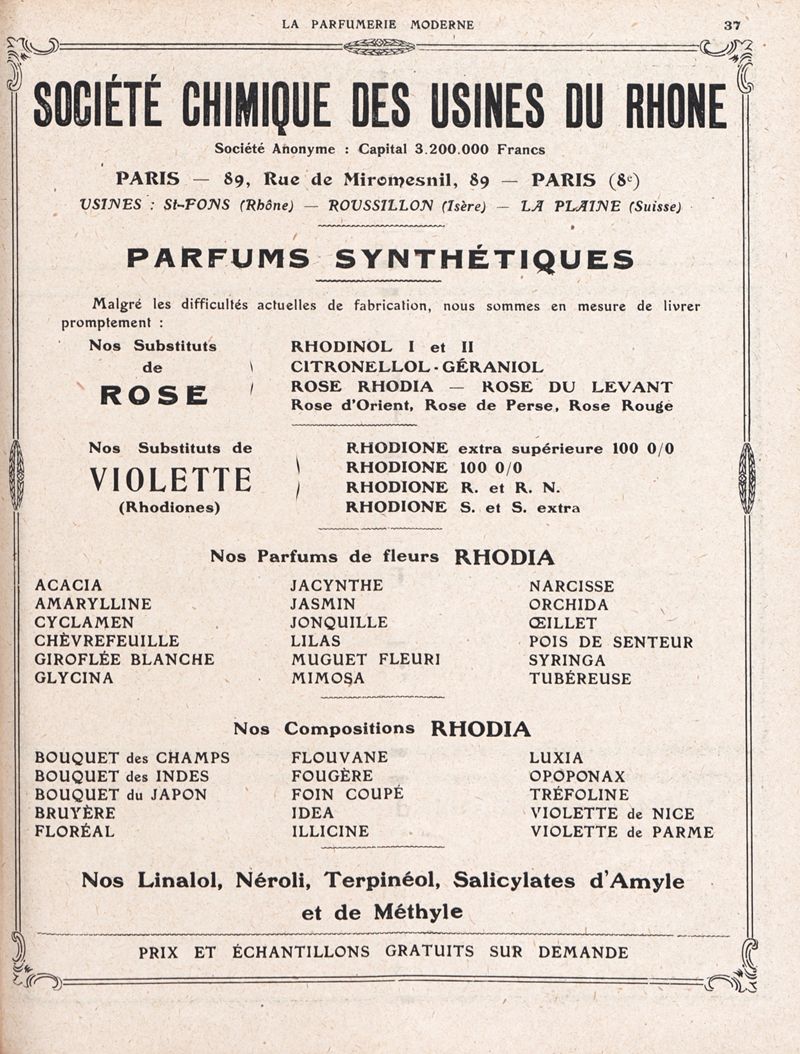 LA PARFUMERIE MODERNE 37
SOCIÉTÉ CHIMIQUE DES USINES DU RHONE
Société Anonyme : Capital 3.200.000 Francs
PARIS — 89, Rue de Miromesnil, 89 — PARIS (8e)
USINES : St-FONS (Rhône) — ROUSSILLON (Isère) — LA PLAINE (Suisse)
PARFUMS SYNTHÉTIQUES
Malgré les difficultés actuelles de fabrication, nous sommes en mesure de livrer
promptement :
Nos Substituts
de
ROSE
RHODINOL I et II
CITRONELLOL-GÉRANIOL
ROSE RHODIA — ROSE DU LEVANT
Rose d'Orient, Rose de Perse, Rose Rouge
Nos Substituts de
VIOLETTE
(Rhodiones)
RHODIONE extra supérieure 100 0/0
RHODIONE 100 0/0
RHODIONE R. et R. N.
RHODIONE S. et S. extra
Nos Parfums de fleurs RHODIA
ACACIA
AMARYLLINE
CYCLAMEN
CHÈVREFEUILLE
GIROFLÉE BLANCHE
GLYCINA
JACYNTHE
JASMIN
JONQUILLE
LILAS
MUGUET FLEURI
MIMOSA
NARCISSE
ORCHIDA
ŒILLET
POIS DE SENTEUR
SYRINGA
TUBÉREUSE
Nos Compositions RHODIA
BOUQUET des CHAMPS
BOUQUET des INDES
BOUQUET du JAPON
BRUYÈRE
FLORÉAL
FLOUVANE
FOUGÈRE
FOIN COUPÉ
IDEA
ILLICINE
LUXIA
OPOPONAX
TRÉFOLINE
VIOLETTE de NICE
VIOLETTE de PARME
Nos Linalol, Néroli, Terpinéol, Salicylates d'Amyle
et de Méthyle
PRIX ET ÉCHANTILLONS GRATUITS SUR DEMANDE